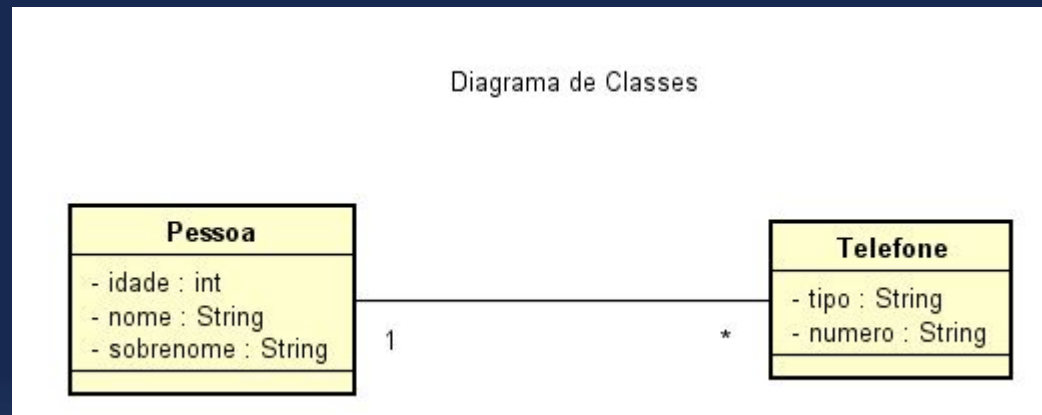 Diagrama de Classes
Pessoa
- idade : int
- nome : String
- sobrenome : String
1
*
Telefone
- tipo : String
- numero : String